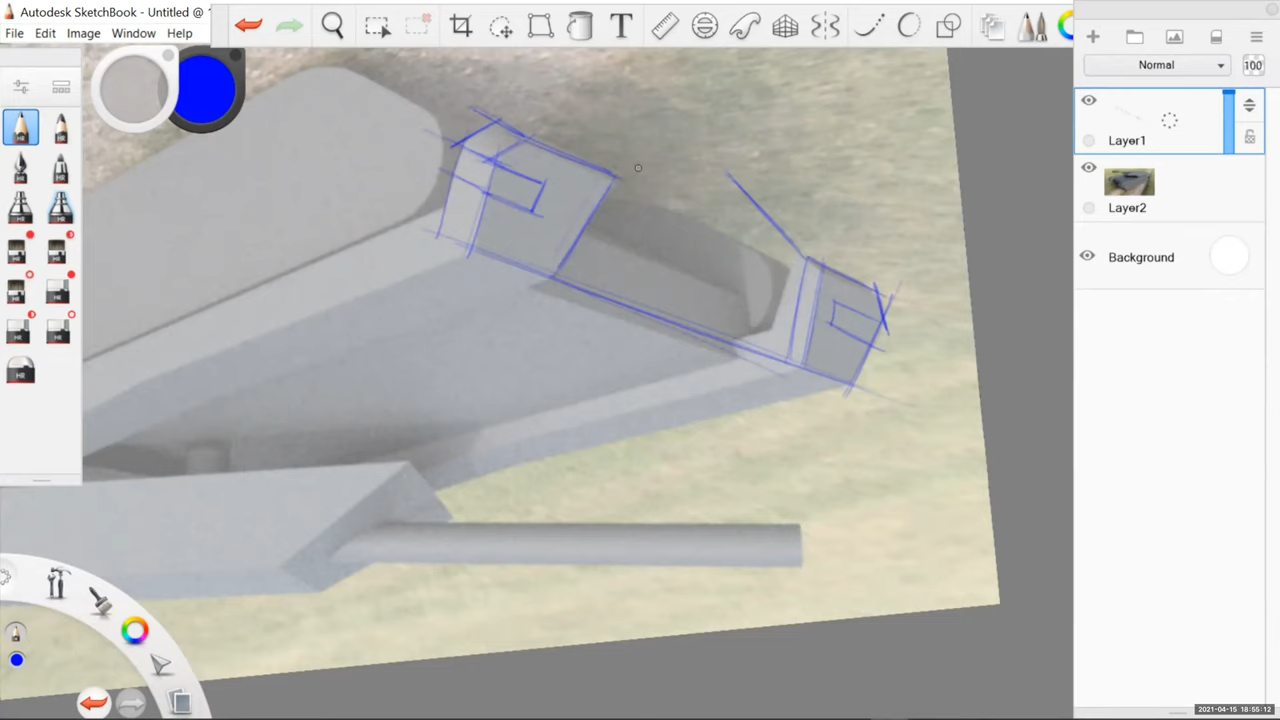 Autodesk SketchBook - Untitled @
File Edit Image Window Help
T
Normal 100
Layer1
Layer2
Background
2021-04-15 18:55:12